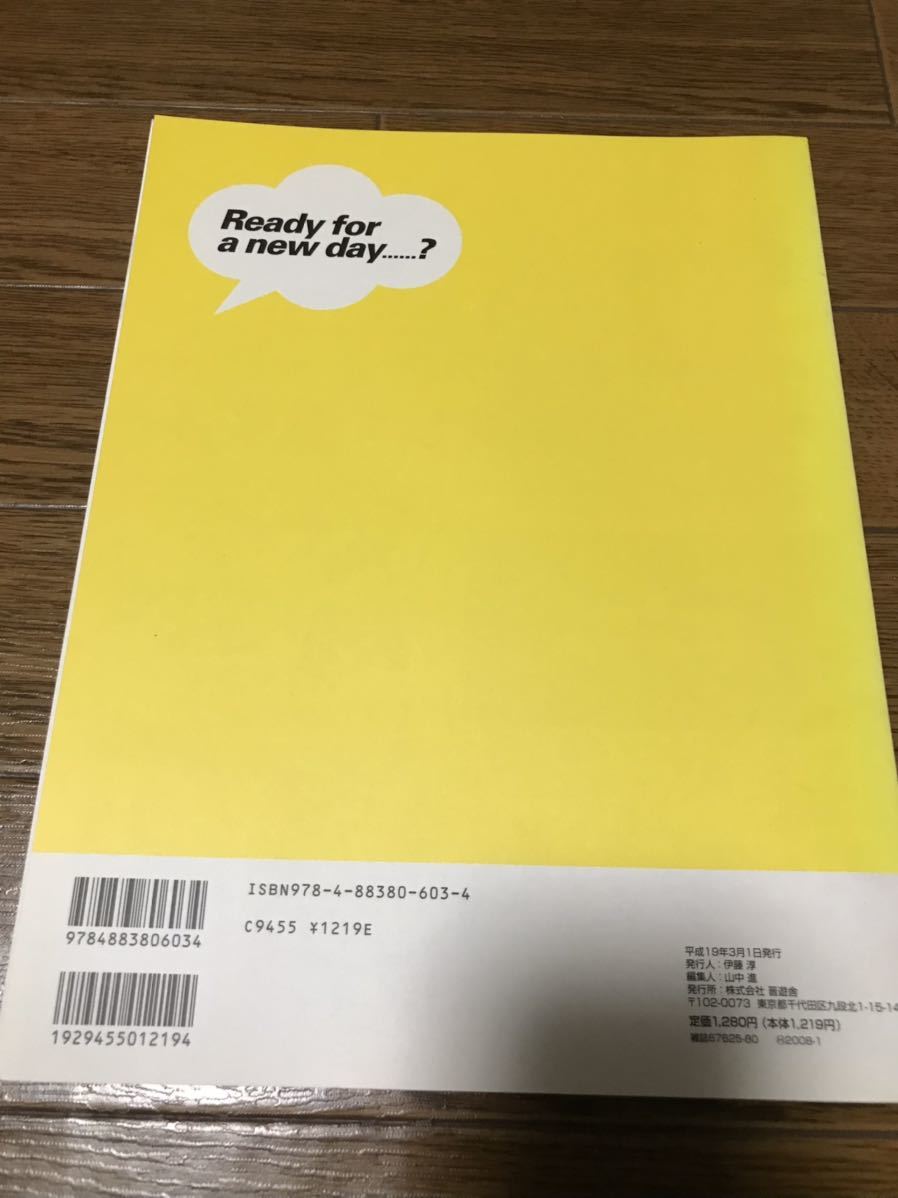 Ready for
a new day......?
ISBN978-4-88380-603-4
C9455 ¥1219E
9784883806034
1929455012194
平成19年3月1日発行
発行人：伊藤 淳
編集人：山中 進
発行所：株式会社 晋遊舎
〒102-0073 東京都千代田区九段北1-15-14
定価1,280円（本体1,219円）
雑誌67625-80 ℗2008-1